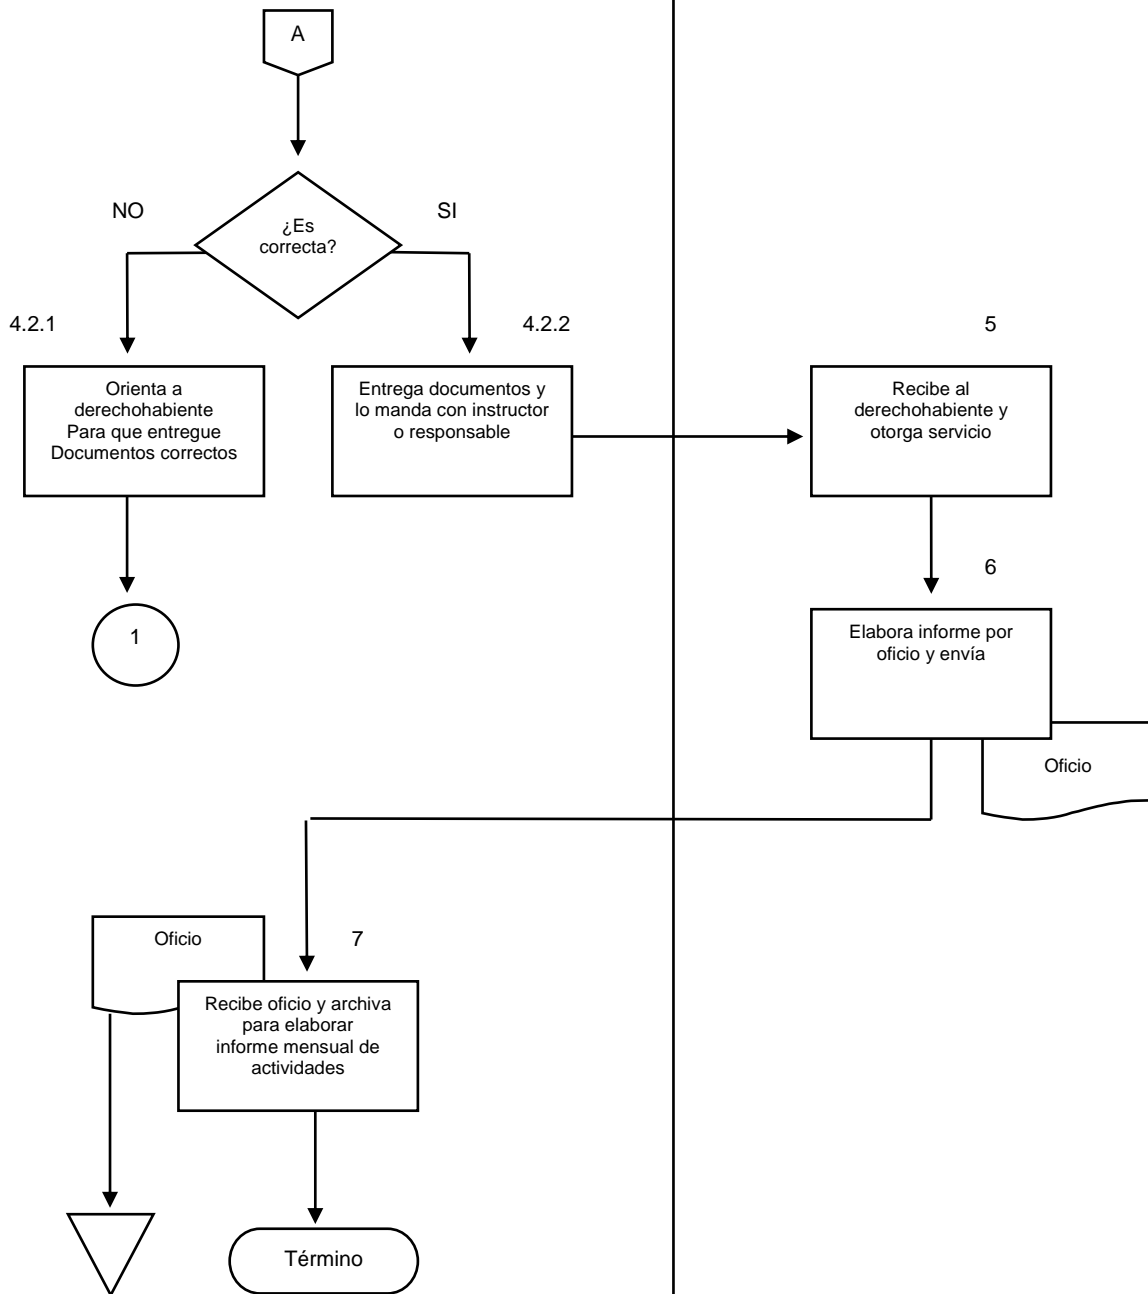 A
NO
SI
¿Es
correcta?
4.2.1
4.2.2
5
Orienta a
derechohabiente
Para que entregue
Documentos correctos
Entrega documentos y
lo manda con instructor
o responsable
Recibe al
derechohabiente y
otorga servicio
6
1
Elabora informe por
oficio y envía
Oficio
Oficio
7
Recibe oficio y archiva
para elaborar
informe mensual de
actividades
Término